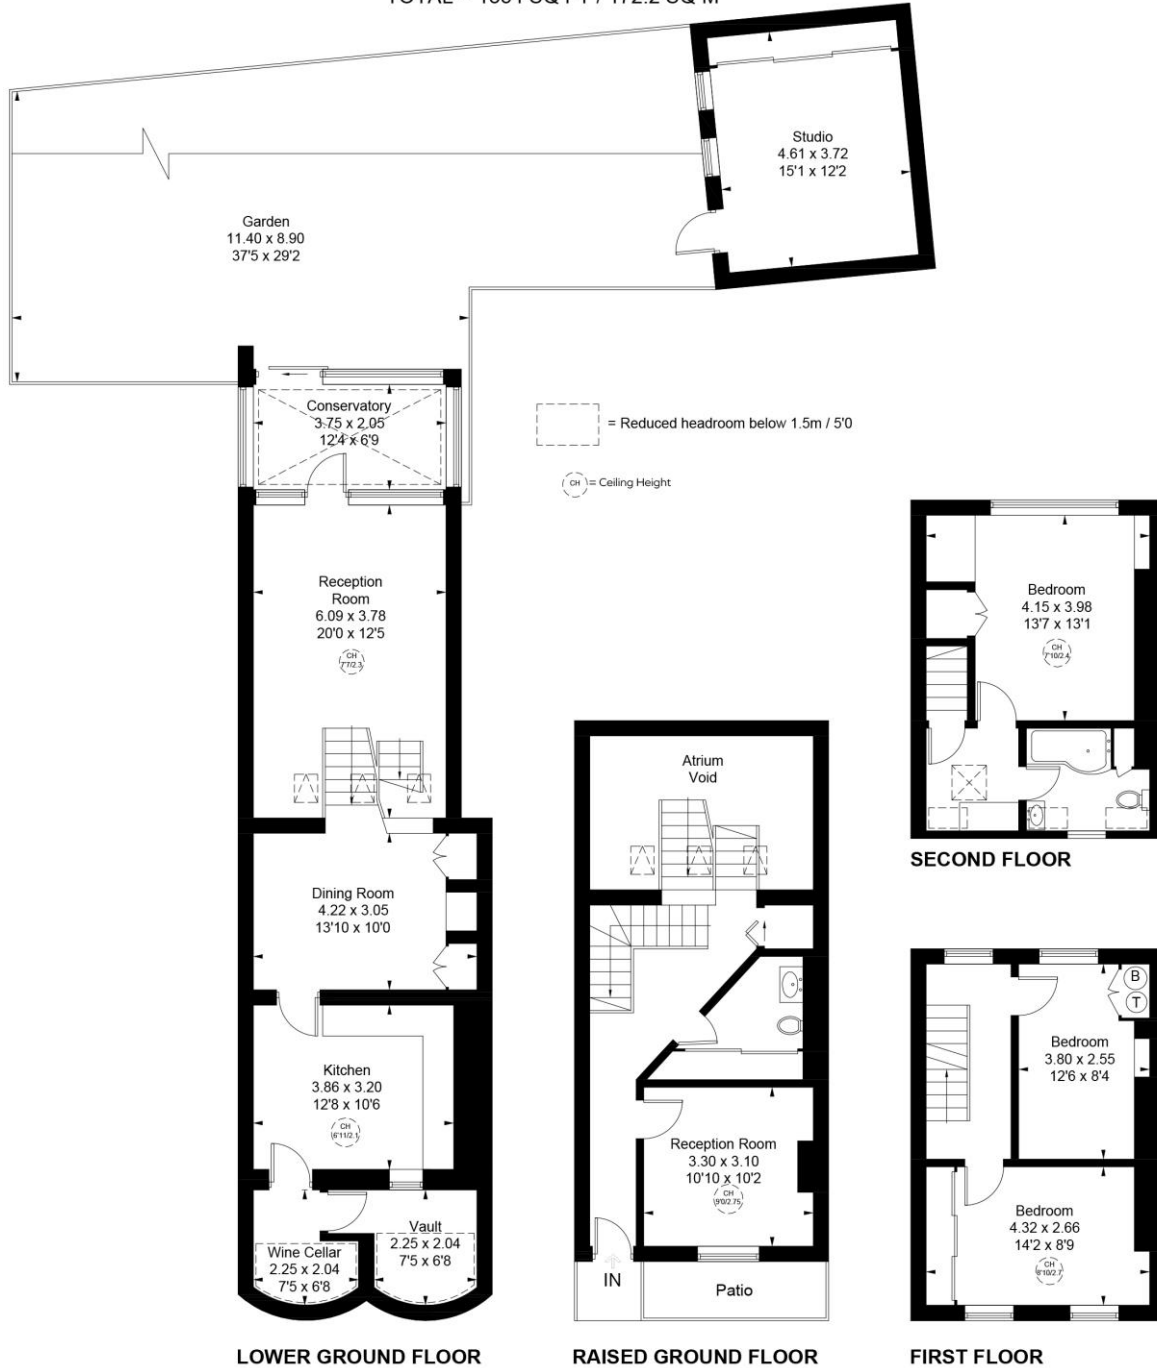 Studio
4.61 x 3.72
15'1 x 12'2
Garden
11.40 x 8.90
37'5 x 29'2
Conservatory
3.75 x 2.05
12'4 x 6'9
= Reduced headroom below 1.5m / 5'0
CH = Ceiling Height
Reception
Room
6.09 x 3.78
20'0 x 12'5
CH
7'7/2.3
Bedroom
4.15 x 3.98
13'7 x 13'1
CH
7'10/2.4
Atrium
Void
SECOND FLOOR
Dining Room
4.22 x 3.05
13'10 x 10'0
B
T
Kitchen
3.86 x 3.20
12'8 x 10'6
CH
6'11/2.1
Bedroom
3.80 x 2.55
12'6 x 8'4
Reception Room
3.30 x 3.10
10'10 x 10'2
CH
9'0/2.75
Vault
2.25 x 2.04
7'5 x 6'8
Wine Cellar
2.25 x 2.04
7'5 x 6'8
Bedroom
4.32 x 2.66
14'2 x 8'9
CH
8'10/2.7
IN
Patio
LOWER GROUND FLOOR
RAISED GROUND FLOOR
FIRST FLOOR